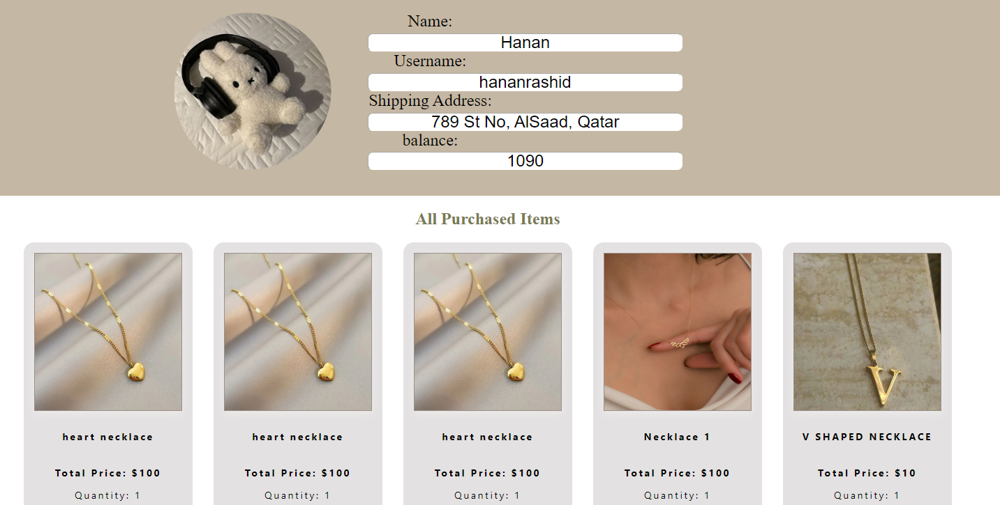 Name:
Hanan
Username:
hananrashid
Shipping Address:
789 St No, AlSaad, Qatar
balance:
1090
All Purchased Items
heart necklace
Total Price: $100
Quantity: 1
heart necklace
Total Price: $100
Quantity: 1
heart necklace
Total Price: $100
Quantity: 1
Necklace 1
Total Price: $100
Quantity: 1
V SHAPED NECKLACE
Total Price: $10
Quantity: 1